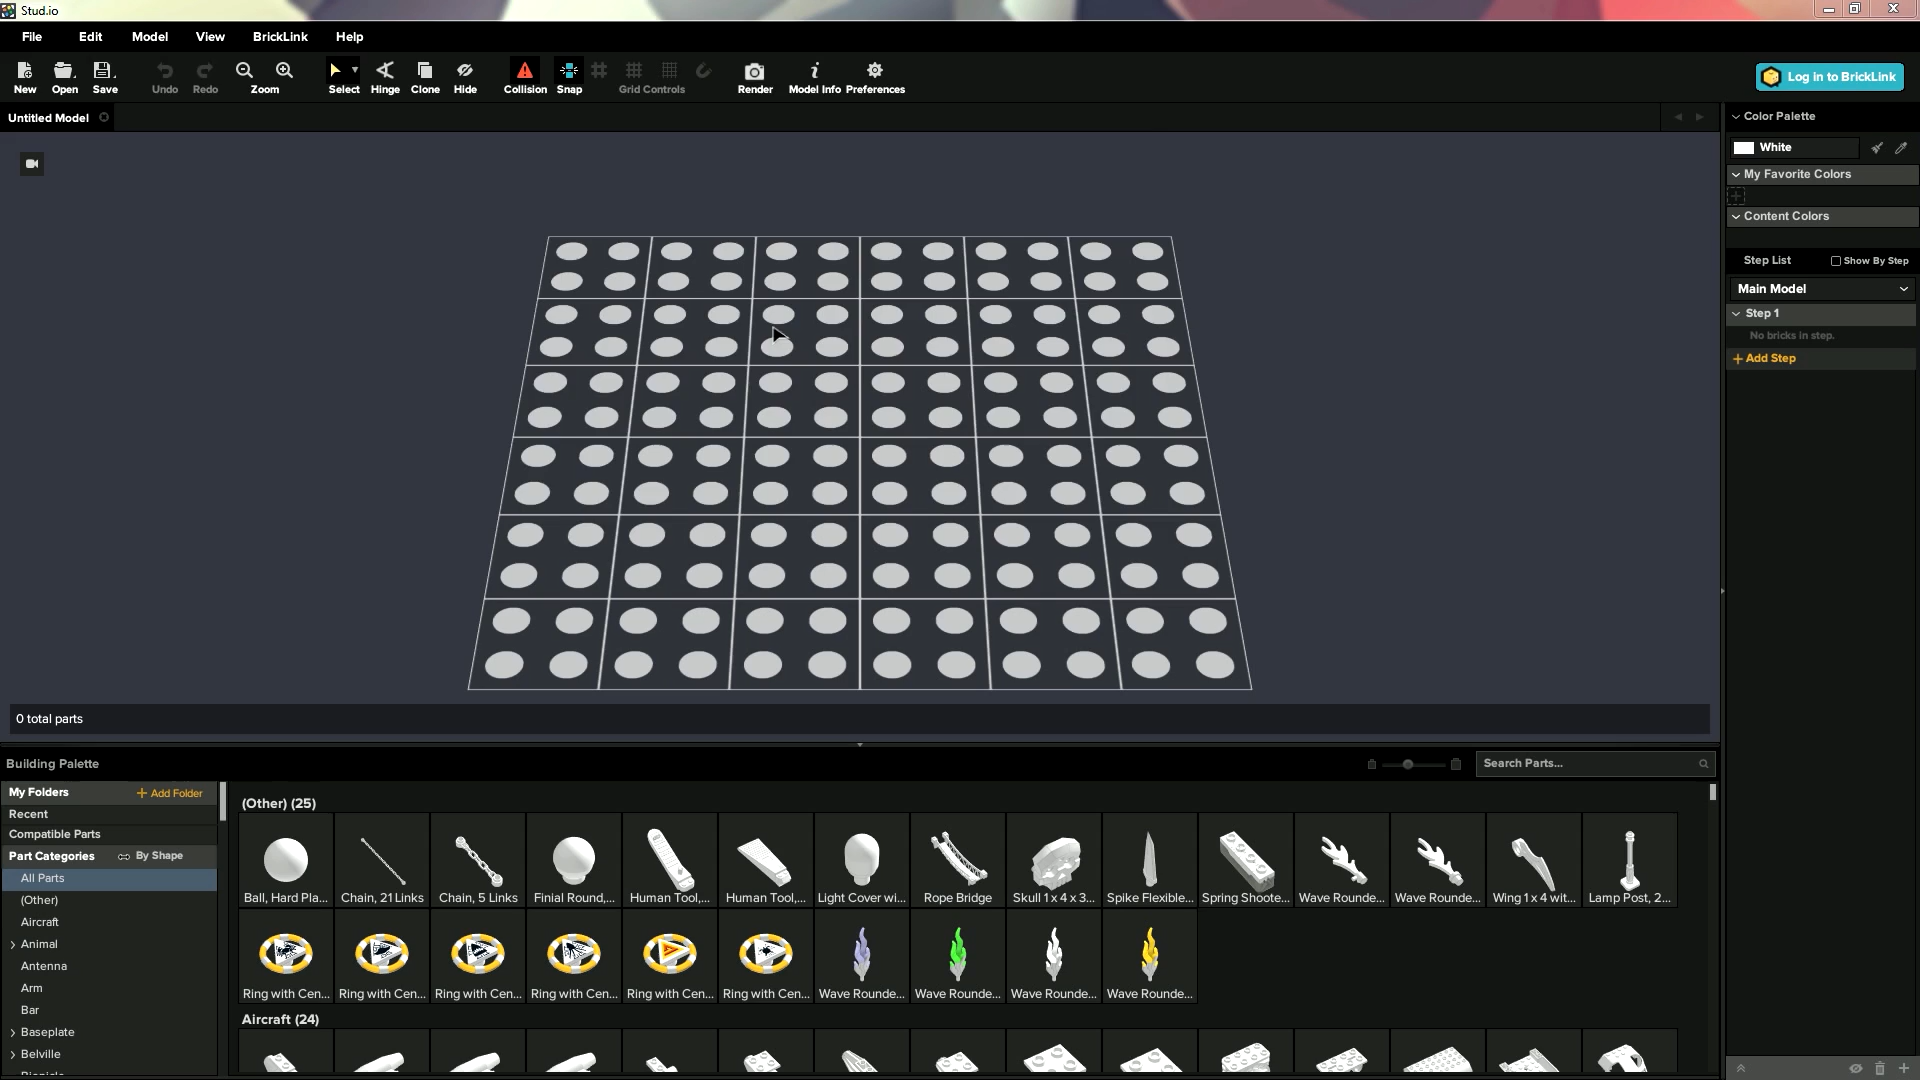 Stud.io
File Edit Model View BrickLink Help
New Open Save Undo Redo Zoom Select Hinge Clone Hide Collision Snap Grid Controls Render Model Info Preferences
Log in to BrickLink
Untitled Model
Color Palette
White
My Favorite Colors
Content Colors
Step List Show By Step
Main Model
Step 1
No bricks in step.
Add Step
0 total parts
Building Palette
Search Parts...
My Folders Add Folder
Recent
Compatible Parts
Part Categories By Shape
All Parts
(Other)
Aircraft
Animal
Antenna
Arm
Bar
Baseplate
Belville
(Other) (25)
Ball, Hard Pla... Chain, 21 Links Chain, 5 Links Finial Round,... Human Tool,... Human Tool,... Light Cover wi... Rope Bridge Skull 1 x 4 x 3... Spike Flexible... Spring Shoote... Wave Rounde... Wave Rounde... Wing 1 x 4 wit... Lamp Post, 2...
Ring with Cen... Ring with Cen... Ring with Cen... Ring with Cen... Ring with Cen... Ring with Cen... Wave Rounde... Wave Rounde... Wave Rounde... Wave Rounde...
Aircraft (24)